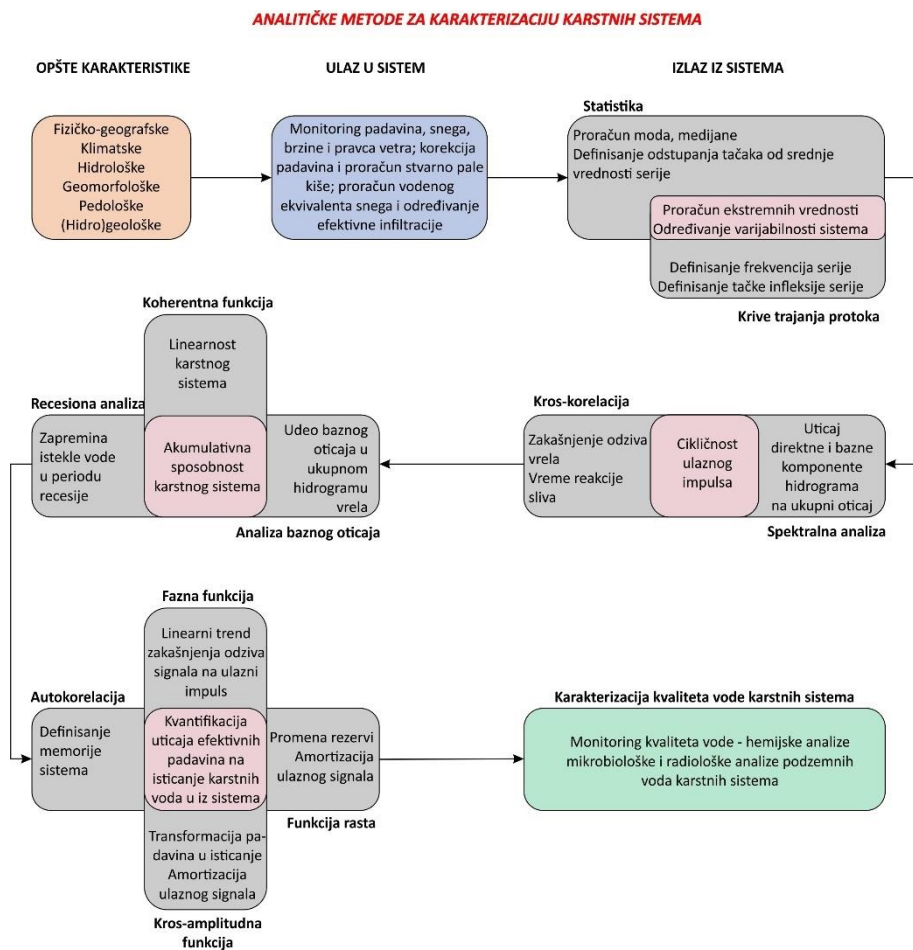 ANALITIČKE METODE ZA KARAKTERIZACIJU KARSTNIH SISTEMA
OPŠTE KARAKTERISTIKE
ULAZ U SISTEM
IZLAZ IZ SISTEMA
Fizičko-geografske
Klimatske
Hidrološke
Geomorfološke
Pedološke
(Hidro)geološke
Monitoring padavina, snega,
brzine i pravca vetra; korekcija
padavina i proračun stvarno pale
kiše; proračun vodenog
ekvivalenta snega i određivanje
efektivne infiltracije
Statistika
Proračun moda, medijane
Definisanje odstupanja tačaka od srednje
vrednosti serije
Proračun ekstremnih vrednosti
Određivanje varijabilnosti sistema
Definisanje frekvencija serije
Definisanje tačke infleksije serije
Krive trajanja protoka
Koherentna funkcija
Linearnost
karstnog
sistema
Recesiona analiza
Zapremina
istekle vode
u periodu
recesije
Akumulativna
sposobnost
karstnog sistema
Udeo baznog
oticaja u
ukupnom
hidrogramu
vrela
Analiza baznog oticaja
Kros-korelacija
Zakašnjenje odziva
vrela
Vreme reakcije
sliva
Cikličnost
ulaznog
impulsa
Uticaj
direktne i bazne
komponente
hidrograma
na ukupni oticaj
Spektralna analiza
Fazna funkcija
Linearni trend
zakašnjenja odziva
signala na ulazni
impuls
Autokorelacija
Definisanje
memorije
sistema
Kvantifikacija
uticaja efektivnih
padavina na
isticanje karstnih
voda u iz sistema
Promena rezervi
Amortizacija
ulaznog signala
Funkcija rasta
Transformacija pa-
davina u isticanje
Amortizacija
ulaznog signala
Kros-amplitudna
funkcija
Karakterizacija kvaliteta vode karstnih sistema
Monitoring kvaliteta vode - hemijske analize
mikrobiološke i radiološke analize podzemnih
voda karstnih sistema